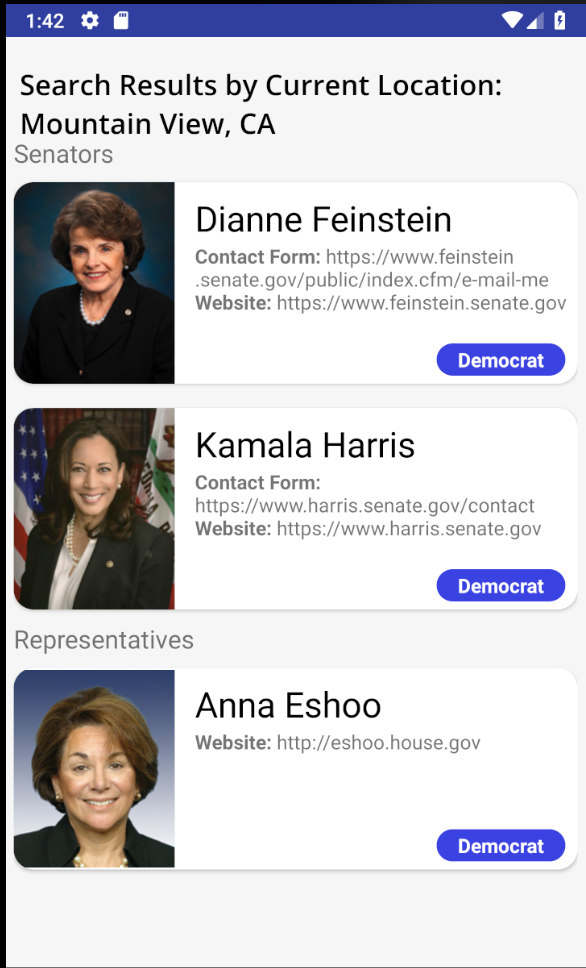 1:42
Search Results by Current Location:
Mountain View, CA
Senators
Dianne Feinstein
Contact Form: https://www.feinstein
.senate.gov/public/index.cfm/e-mail-me
Website: https://www.feinstein.senate.gov
Democrat
Kamala Harris
Contact Form:
https://www.harris.senate.gov/contact
Website: https://www.harris.senate.gov
Democrat
Representatives
Anna Eshoo
Website: http://eshoo.house.gov
Democrat